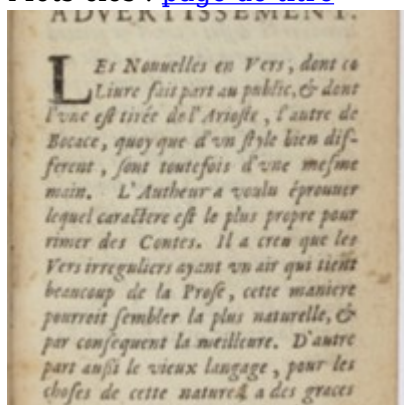 Mots-clés : page de titre
ADVERTISSEMENT.
LEs Nouuelles en Vers, dont ce
Liure fait part au public, & dont
l'vne eſt tirée de l'Arioſte, l'autre de
Bocace, quoy que d'vn ſtyle bien dif-
ferent, ſont toutefois d'vne meſme
main. L'Autheur a voulu éprouuer
lequel caractere eſt le plus propre pour
rimer des Contes. Il a creu que les
Vers irreguliers ayant vn air qui tient
beaucoup de la Proſe, cette maniere
pourroit ſembler la plus naturelle, &
par conſequent la meilleure. D'autre
part auſſi le vieux langage, pour les
choſes de cette nature, a des graces